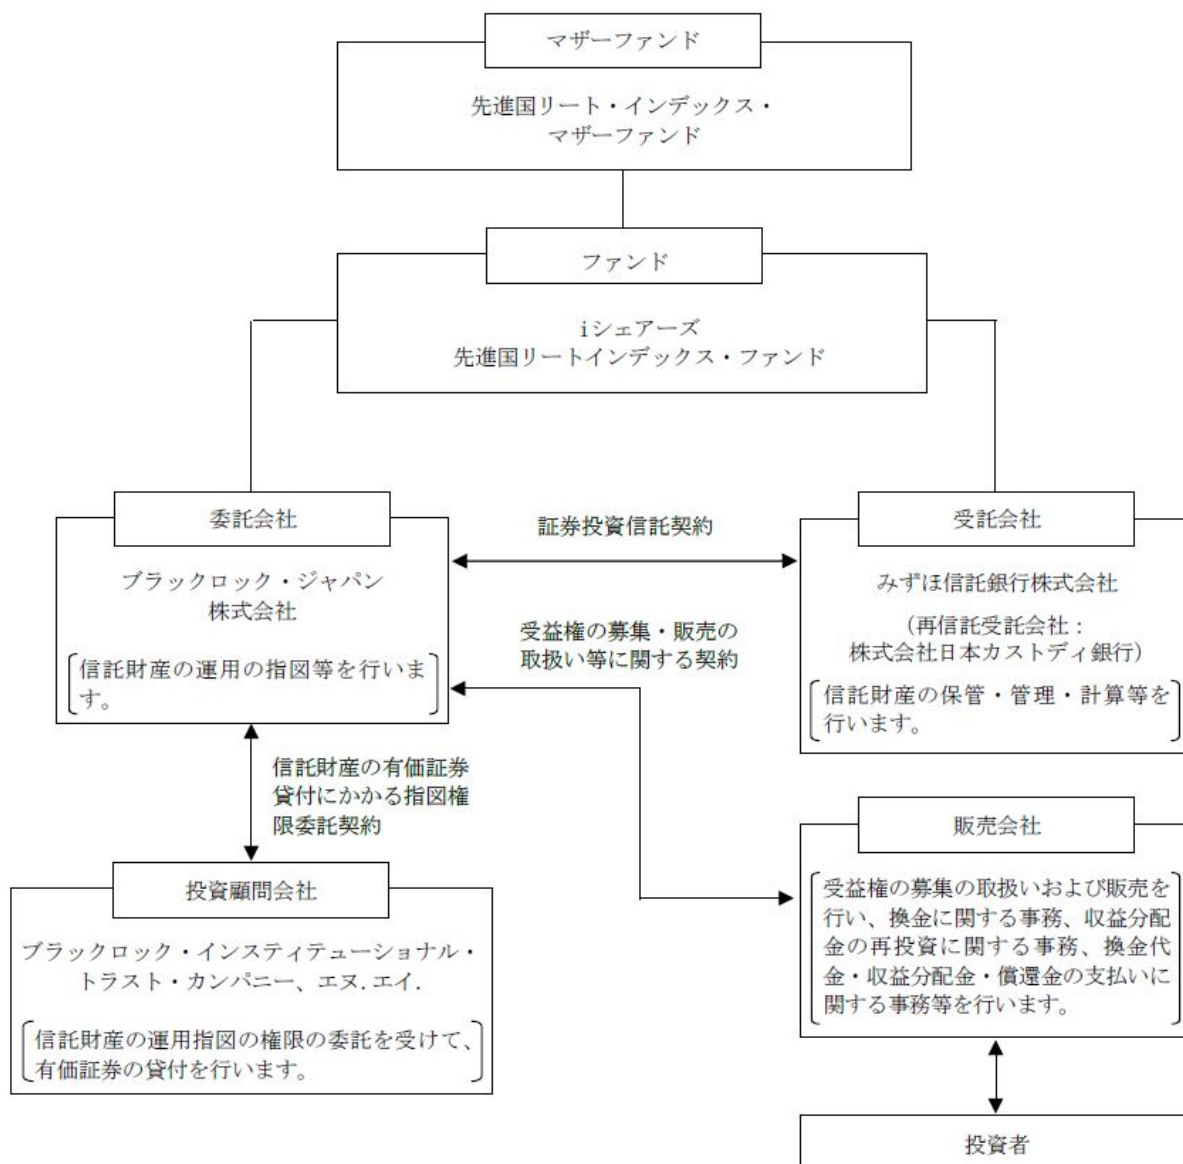 マザーファンド
先進国リート・インデックス・
マザーファンド
ファンド
iシェアーズ
先進国リートインデックス・ファンド
委託会社
ブラックロック・ジャパン
株式会社
信託財産の運用の指図等を行いま
す。
証券投資信託契約
受益権の募集・販売の
取扱い等に関する契約
受託会社
みずほ信託銀行株式会社
（再信託受託会社：
株式会社日本カストディ銀行）
信託財産の保管・管理・計算等を
行います。
信託財産の有価証券
貸付にかかる指図権
限委託契約
投資顧問会社
ブラックロック・インスティテューショナル・
トラスト・カンパニー、エヌ.エイ.
信託財産の運用指図の権限の委託を受けて、
有価証券の貸付を行います。
販売会社
受益権の募集の取扱いおよび販売を
行い、換金に関する事務、収益分配
金の再投資に関する事務、換金代
金・収益分配金・償還金の支払いに
関する事務等を行います。
投資者